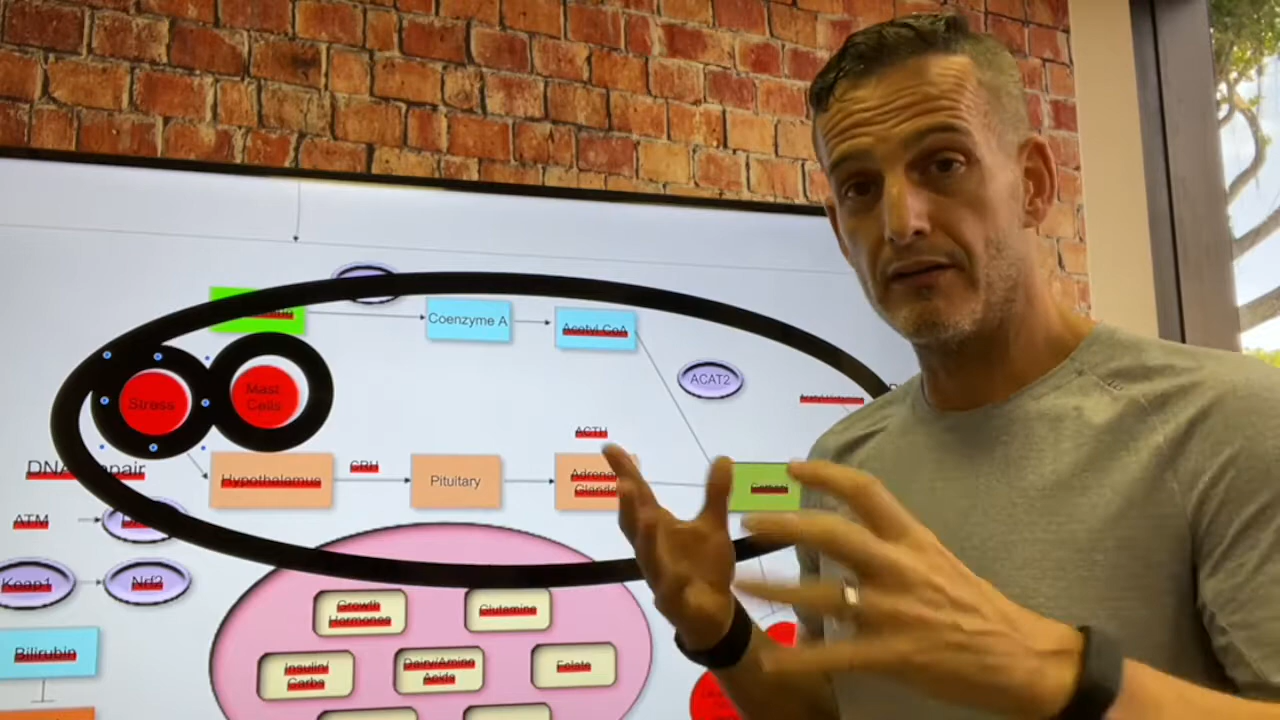 Coenzyme A
Acetyl CoA
ACAT2
Stress
Mast
Cells
ACTH
CRH
Hypothalamus
Pituitary
Adrenal
Glands
ATM
Keap1
Nrf2
Growth
Hormones
Glutamine
Bilirubin
Insulin/
Carbs
Dairy/Amino
Acids
Folate